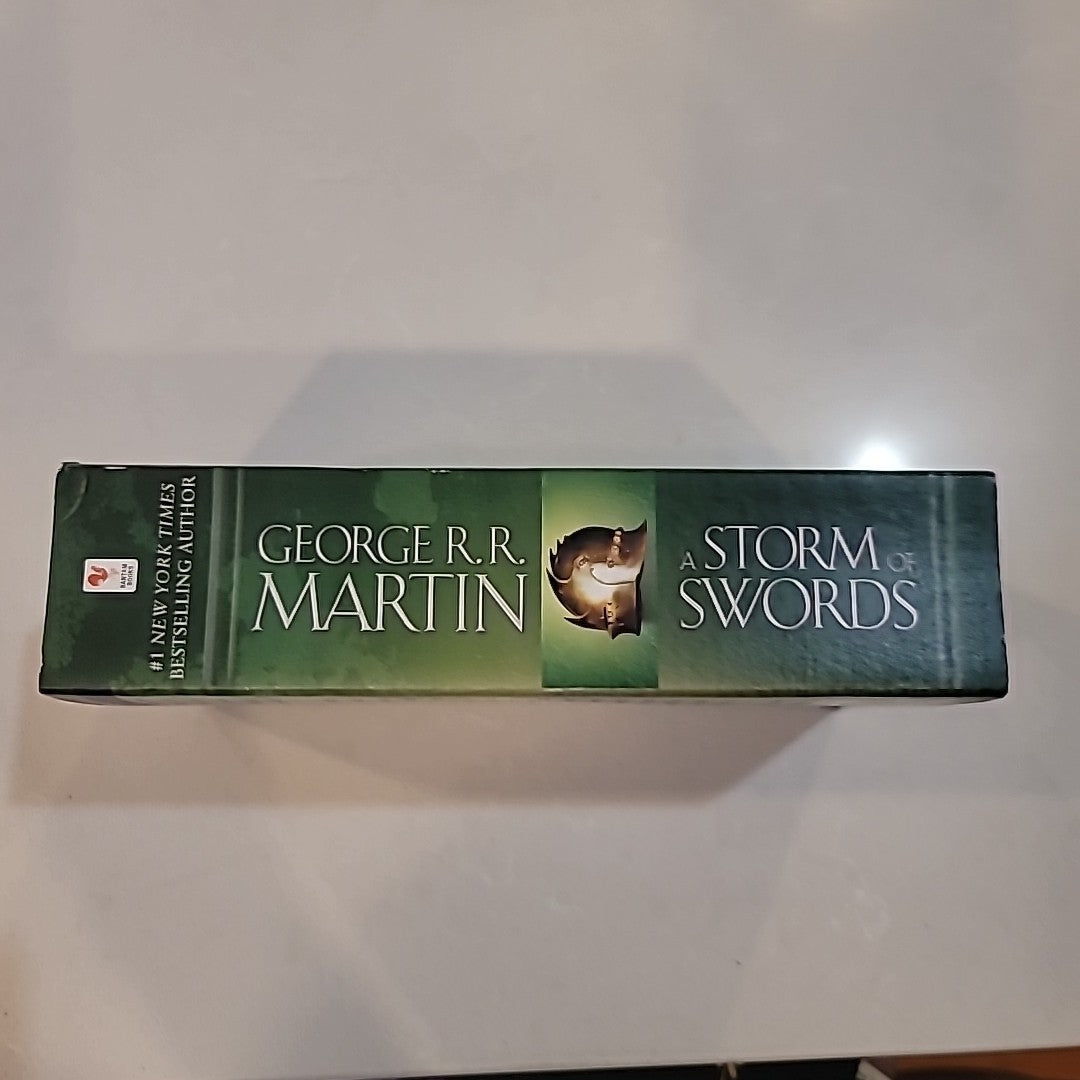 #1 NEW YORK TIMES
BESTSELLING AUTHOR
BANTAM
BOOKS
GEORGE R. R.
MARTIN
A STORM OF
SWORDS